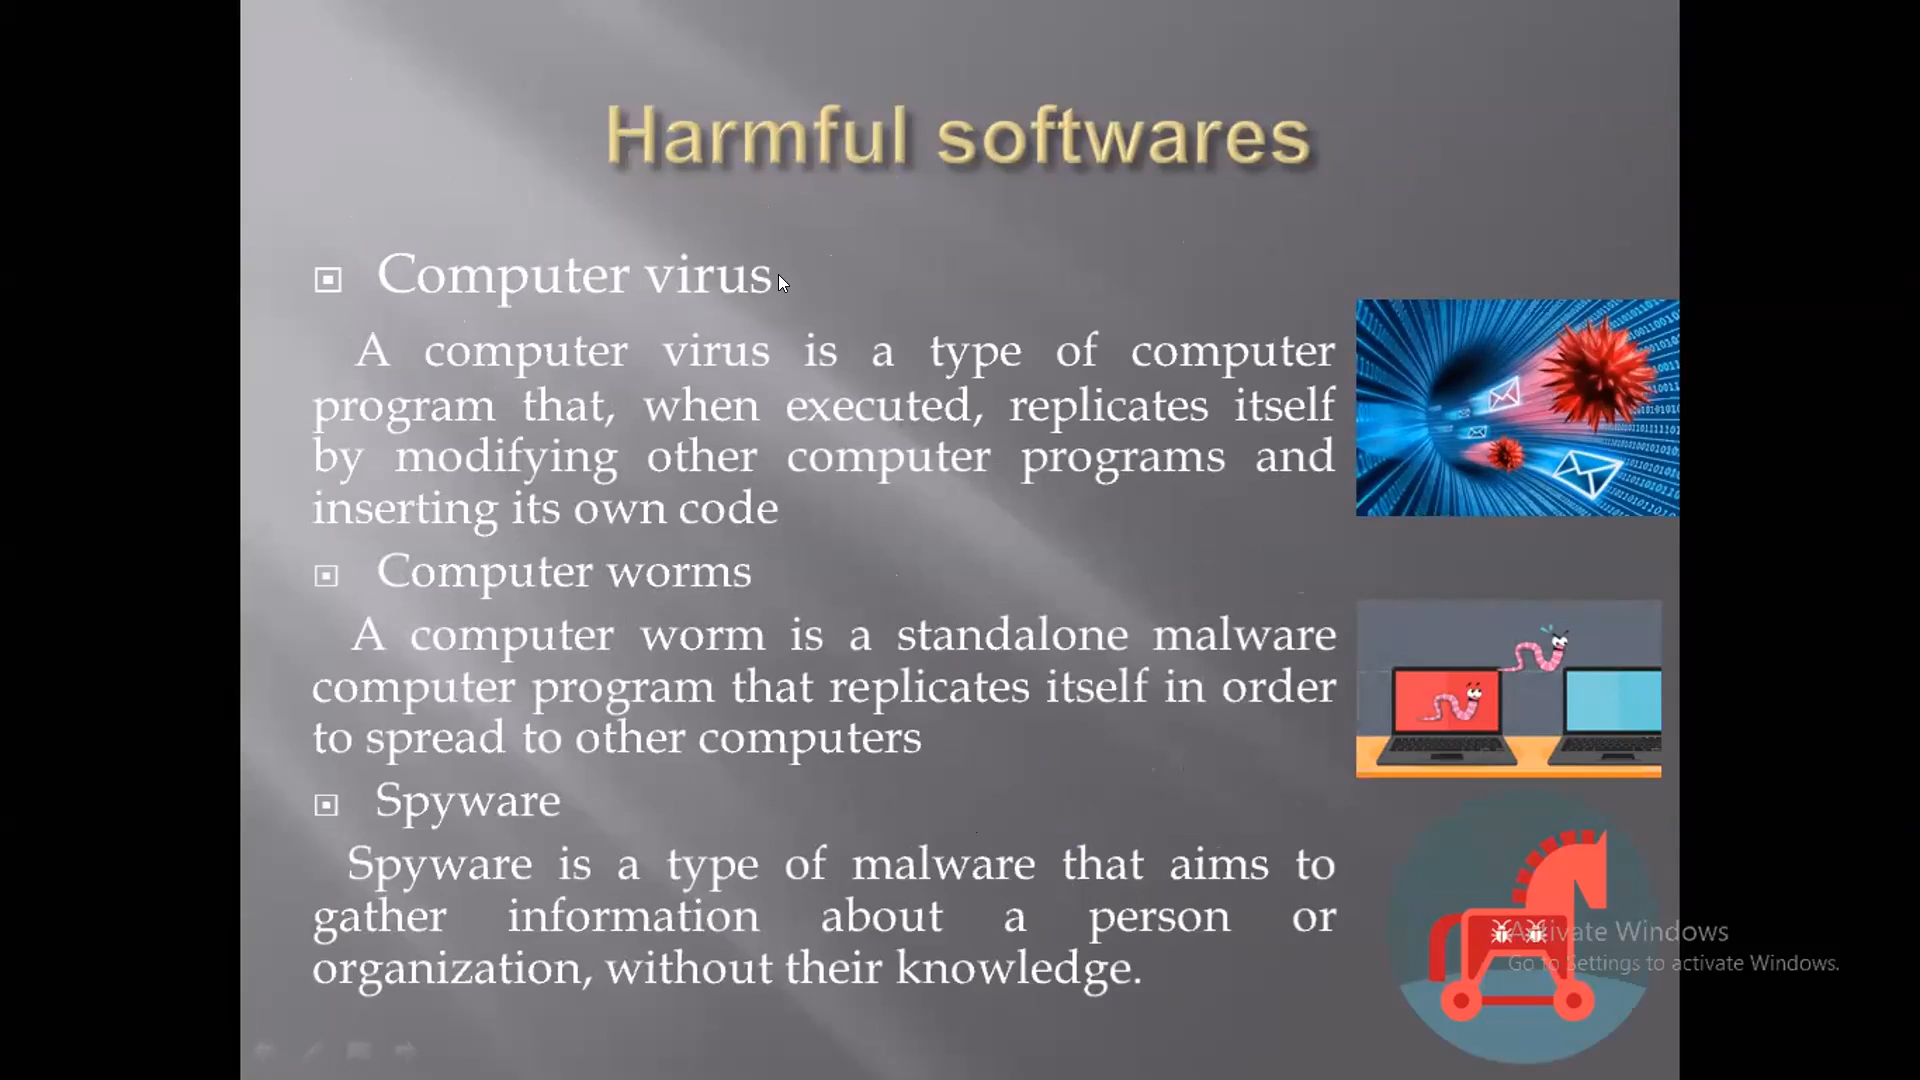 Harmful softwares
Computer virus
A computer virus is a type of computer
program that, when executed, replicates itself
by modifying other computer programs and
inserting its own code
Computer worms
A computer worm is a standalone malware
computer program that replicates itself in order
to spread to other computers
Spyware
Spyware is a type of malware that aims to
gather information about a person or
organization, without their knowledge.
Activate Windows
Go to Settings to activate Windows.